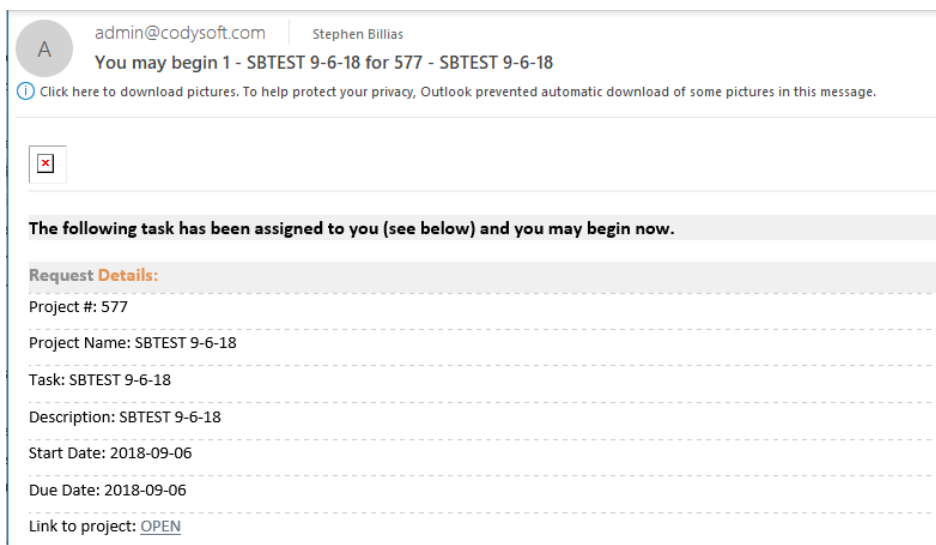 A
admin@codysoft.com Stephen Billias
You may begin 1 - SBTEST 9-6-18 for 577 - SBTEST 9-6-18
Click here to download pictures. To help protect your privacy, Outlook prevented automatic download of some pictures in this message.
The following task has been assigned to you (see below) and you may begin now.
Request Details:
Project #: 577
Project Name: SBTEST 9-6-18
Task: SBTEST 9-6-18
Description: SBTEST 9-6-18
Start Date: 2018-09-06
Due Date: 2018-09-06
Link to project: OPEN